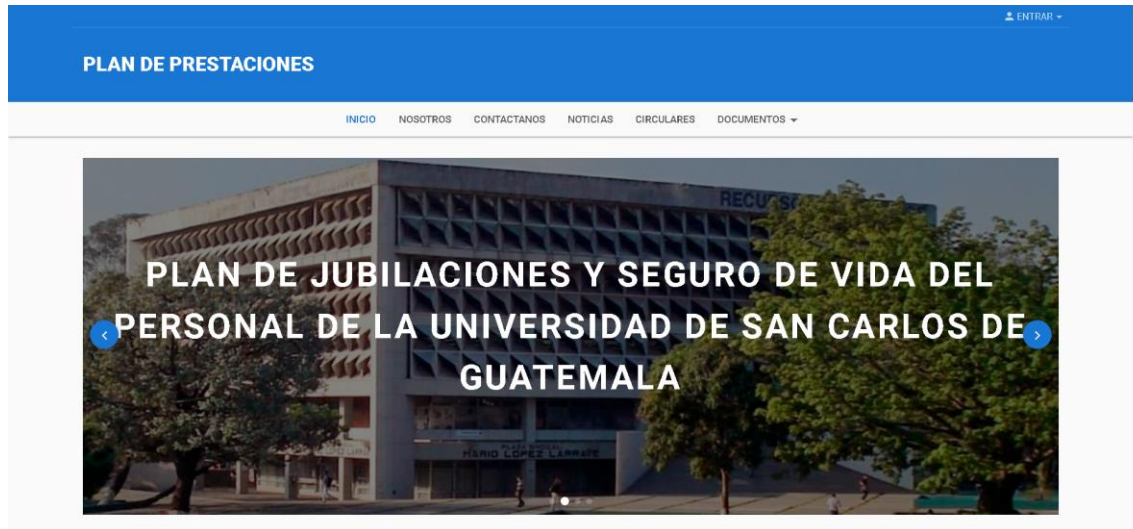 ENTRAR
PLAN DE PRESTACIONES
INICIO NOSOTROS CONTACTANOS NOTICIAS CIRCULARES DOCUMENTOS
PLAN DE JUBILACIONES Y SEGURO DE VIDA DEL
PERSONAL DE LA UNIVERSIDAD DE SAN CARLOS DE
GUATEMALA
PLAZA
MARIO LOPEZ LARRAVE